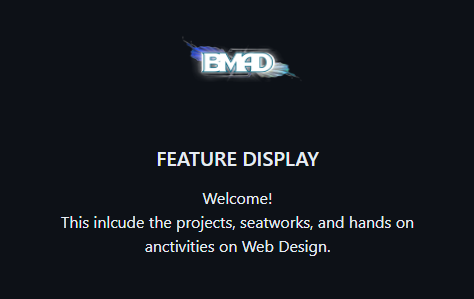 BMAD
FEATURE DISPLAY
Welcome!
This inlcude the projects, seatworks, and hands on
anctivities on Web Design.